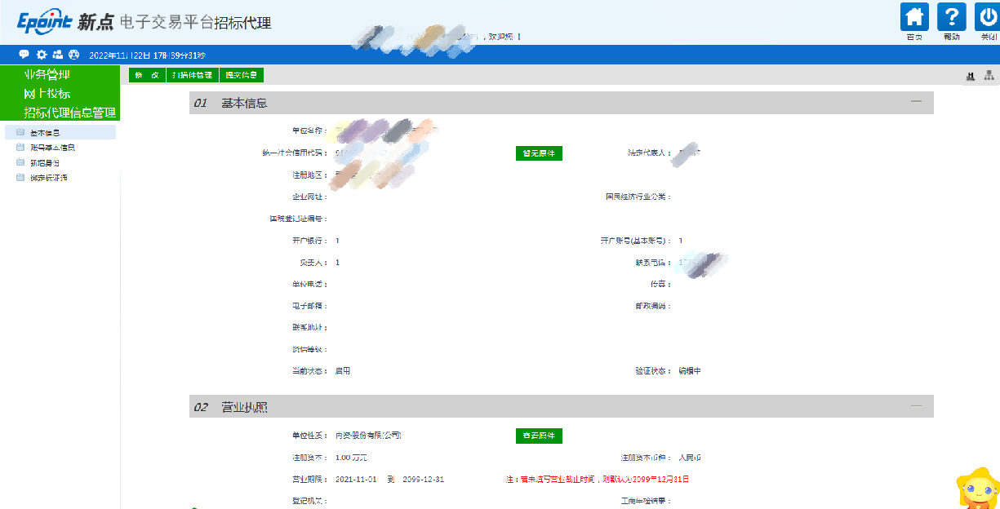 Epoint 新点 电子交易平台招标代理
，欢迎您！
首页 帮助 关闭
2022年11月22日 17时39分31秒
业务管理
网上投标
招标代理信息管理
基本信息
账号基本信息
新增身份
绑定标证通
修 改 扫描件管理 提交信息
01 基本信息
单位名称：
统一社会信用代码： 暂无原件 法定代表人：
注册地区：
企业网址： 国民经济行业分类：
国税登记证编号：
开户银行： 1 开户账号(基本账号)： 1
负责人： 1 联系电话：
单位电话： 传真：
电子邮箱： 邮政编码：
联系地址：
资信等级：
当前状态： 启用 验证状态： 编辑中
02 营业执照
单位性质： 内资·股份有限(公司) 查看原件
注册资本： 1.00 万元 注册资本币种： 人民币
营业期限： 2021-11-01 到 2099-12-31 注：若未填写营业截止时间，则默认为2099年12月31日
登记机关： 工商年检结果：